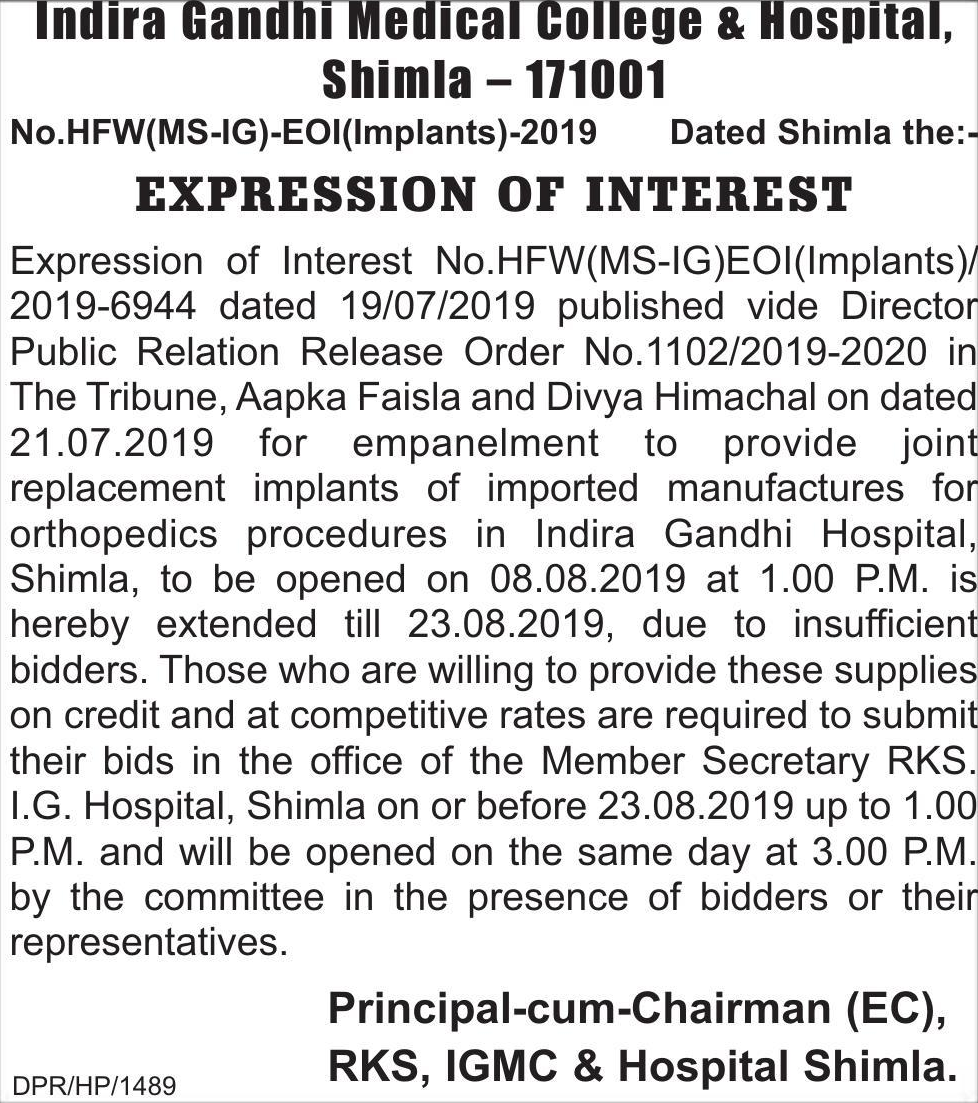 Indira Gandhi Medical College & Hospital,
Shimla – 171001
No.HFW(MS-IG)-EOI(Implants)-2019 Dated Shimla the:-
EXPRESSION OF INTEREST
Expression of Interest No.HFW(MS-IG)EOI(Implants)/
2019-6944 dated 19/07/2019 published vide Director
Public Relation Release Order No.1102/2019-2020 in
The Tribune, Aapka Faisla and Divya Himachal on dated
21.07.2019 for empanelment to provide joint
replacement implants of imported manufactures for
orthopedics procedures in Indira Gandhi Hospital,
Shimla, to be opened on 08.08.2019 at 1.00 P.M. is
hereby extended till 23.08.2019, due to insufficient
bidders. Those who are willing to provide these supplies
on credit and at competitive rates are required to submit
their bids in the office of the Member Secretary RKS.
I.G. Hospital, Shimla on or before 23.08.2019 up to 1.00
P.M. and will be opened on the same day at 3.00 P.M.
by the committee in the presence of bidders or their
representatives.
Principal-cum-Chairman (EC),
RKS, IGMC & Hospital Shimla.
DPR/HP/1489